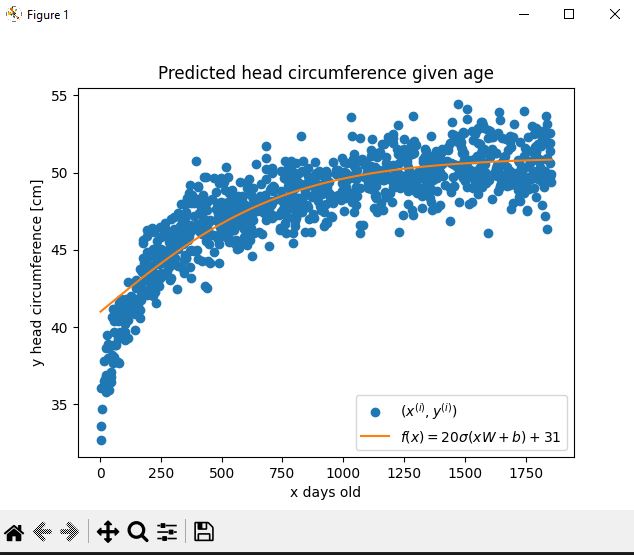 Figure 1
Predicted head circumference given age
55
50
45
40
35
y head circumference [cm]
(x^(i), y^(i))
f(x) = 20σ(xW + b) + 31
0 250 500 750 1000 1250 1500 1750
x days old